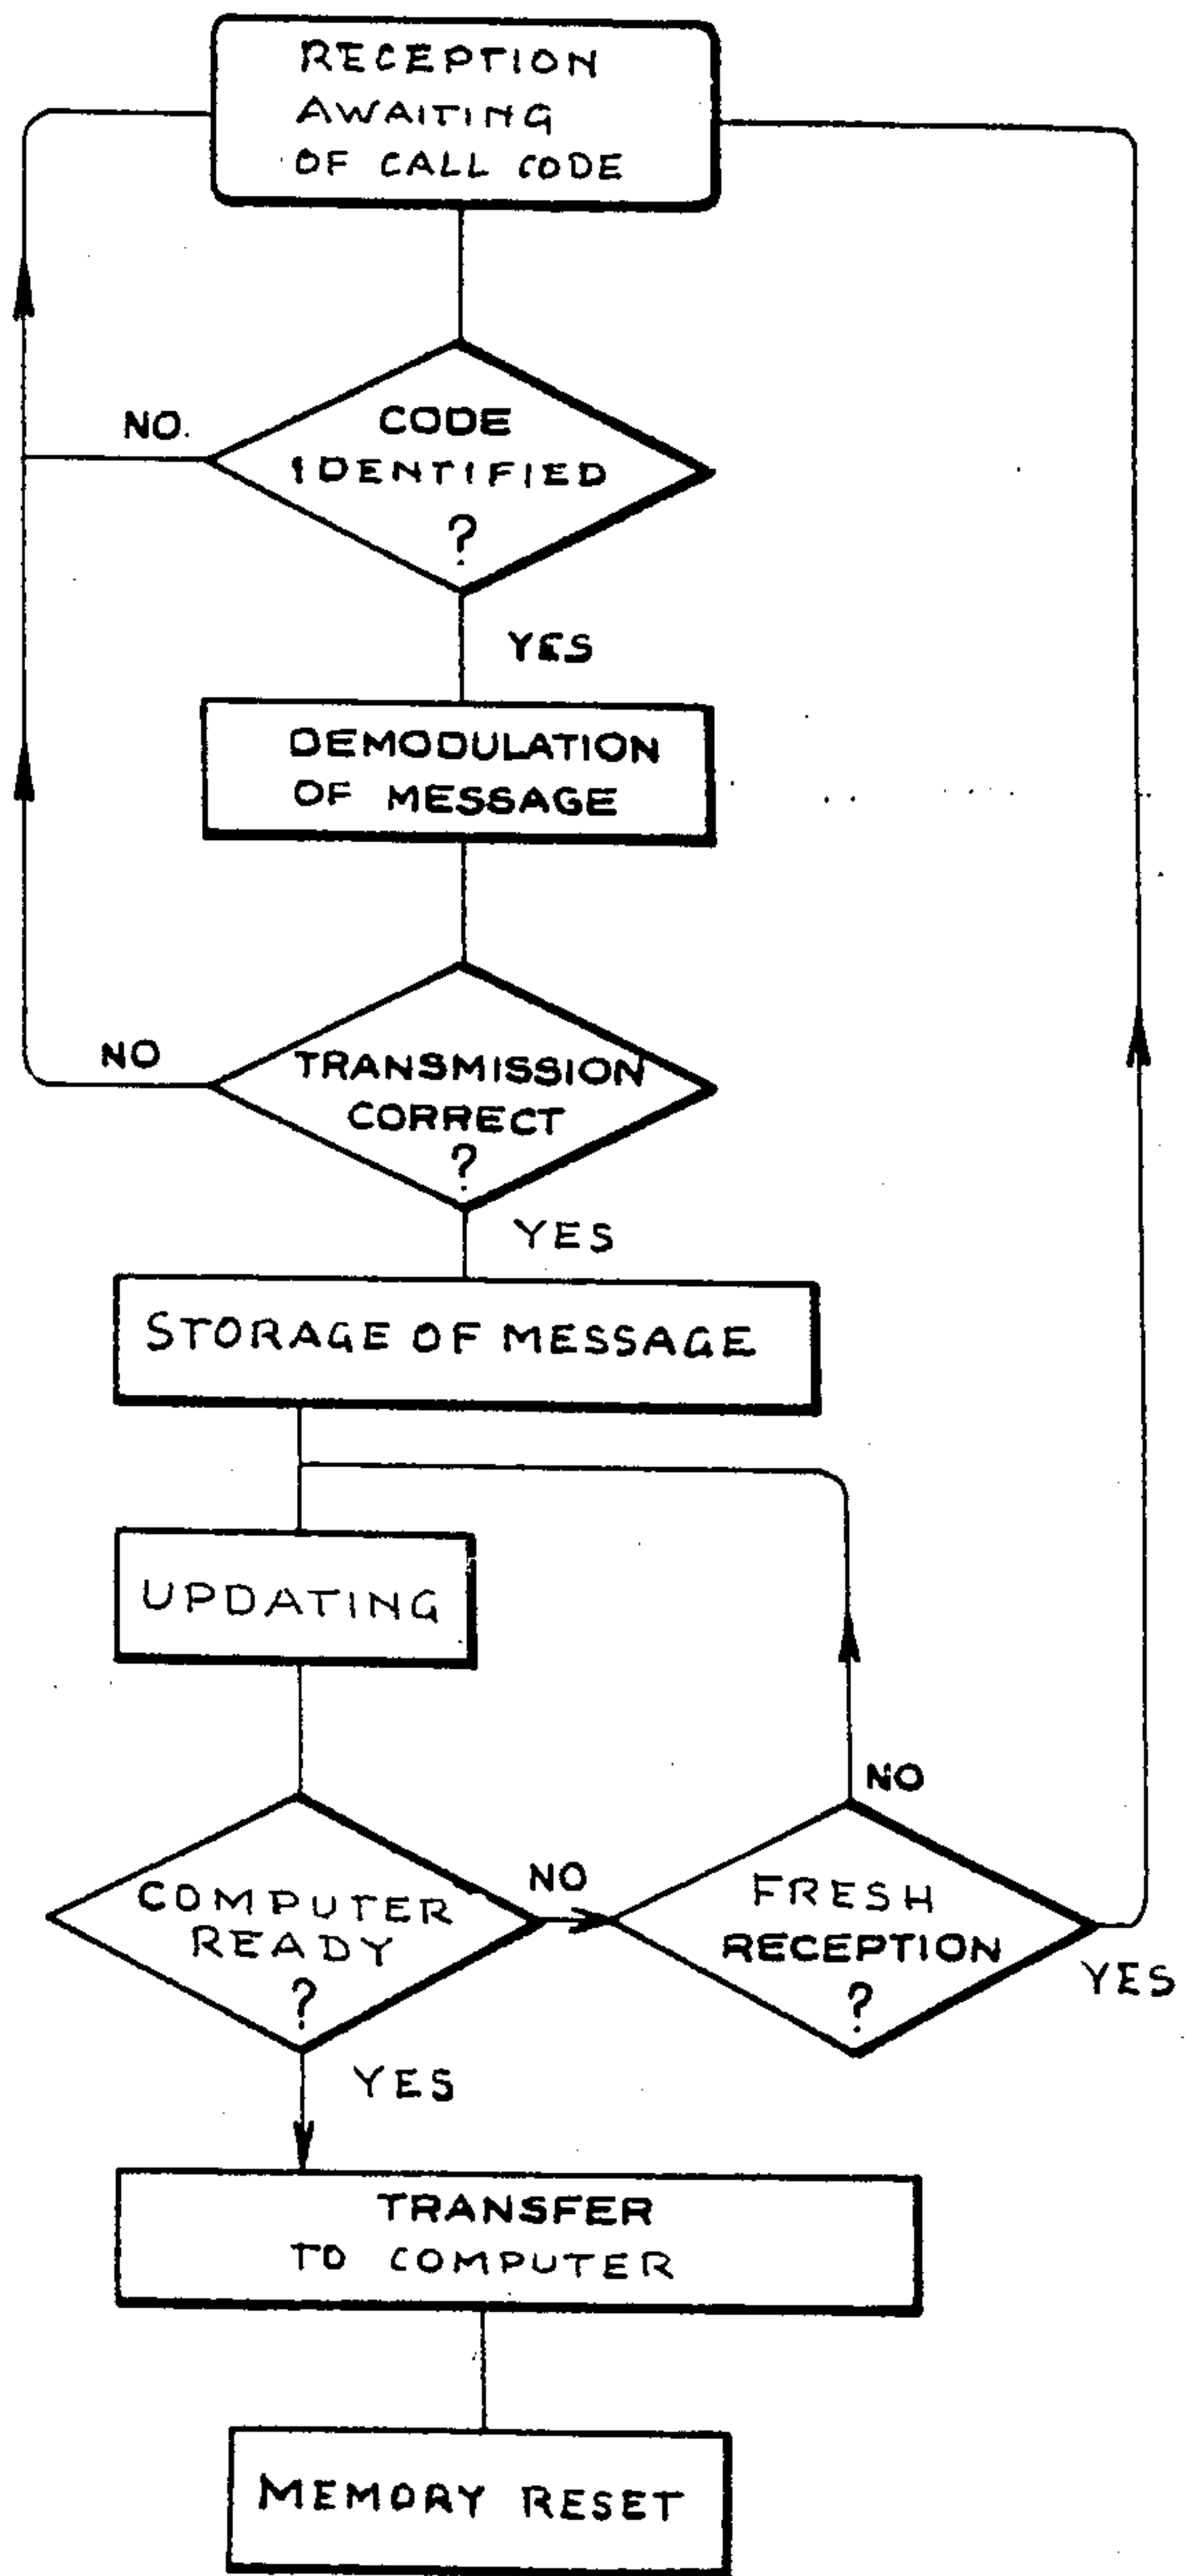 RECEPTION
AWAITING
OF CALL CODE
NO.
CODE
IDENTIFIED
?
YES
DEMODULATION
OF MESSAGE
NO
TRANSMISSION
CORRECT
?
YES
STORAGE OF MESSAGE
UPDATING
NO
COMPUTER
READY
?
NO
FRESH
RECEPTION
?
YES
YES
TRANSFER
TO COMPUTER
MEMORY RESET